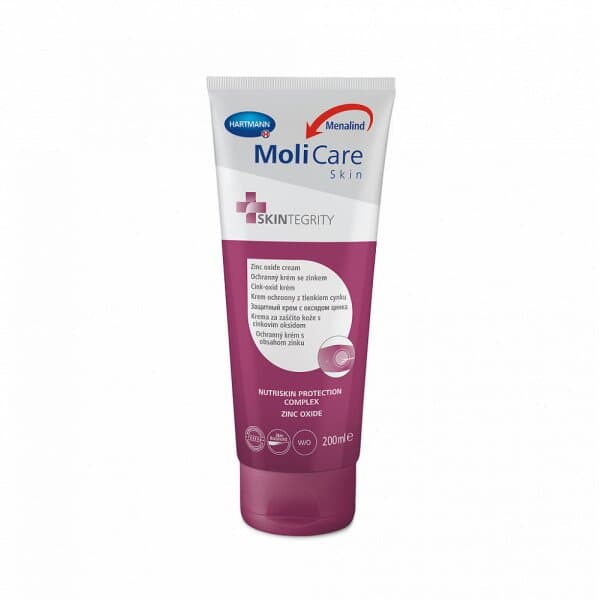 HARTMANN
Menalind
MoliCare
Skin
SKINTEGRITY
Zinc oxide cream
Ochranný krém se zinkem
Cink-oxid krém
Krem ochronny z tlenkiem cynku
Защитный крем с оксидом цинка
Krema za zaščito kože s
cinkovim oksidom
Ochranný krém s
obsahom zinku
NUTRISKIN PROTECTION
COMPLEX
ZINC OXIDE
W/O
200ml e